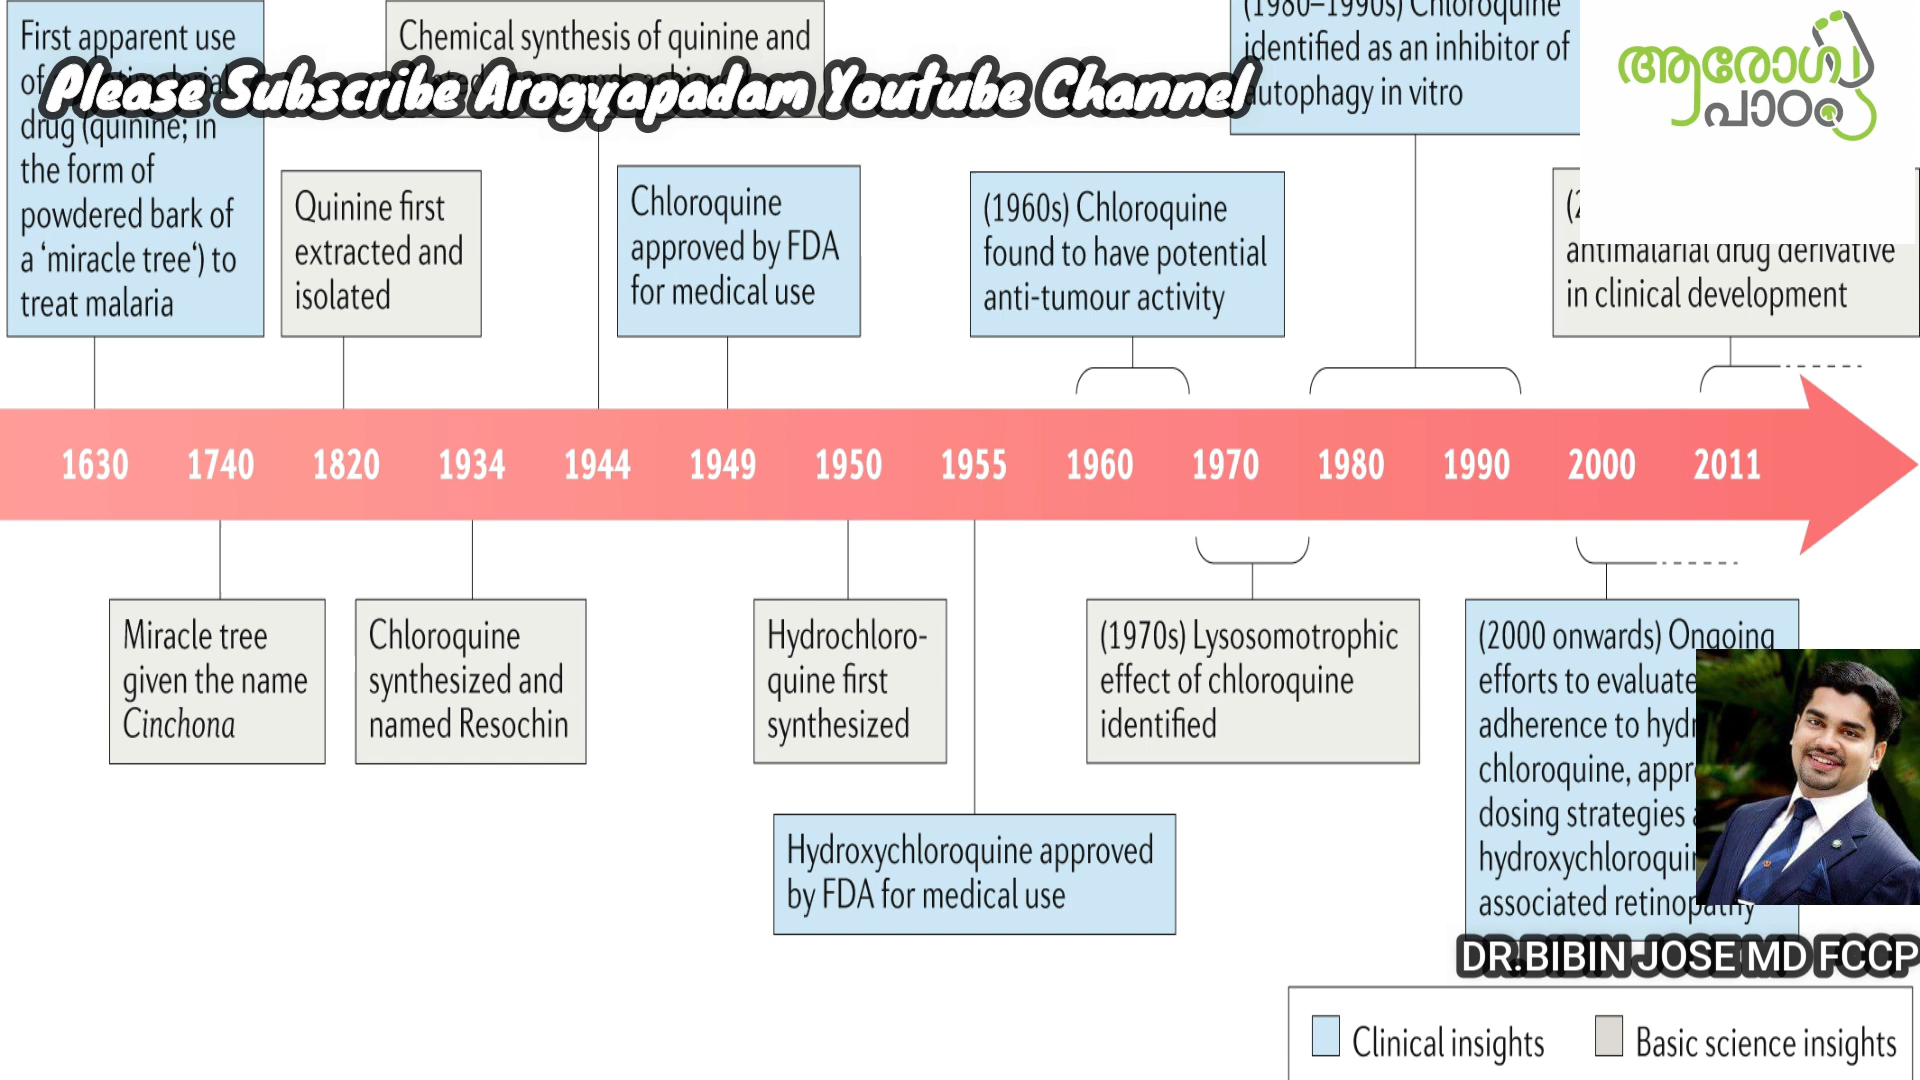 First apparent use
of
drug (quinine; in
the form of
powdered bark of
a 'miracle tree') to
treat malaria
Chemical synthesis of quinine and
Please Subscribe Arogyapadam Youtube Channel
(1980–1990s) Chloroquine
identified as an inhibitor of
autophagy in vitro
ആരോഗ്യ
പാഠം
Quinine first
extracted and
isolated
Chloroquine
approved by FDA
for medical use
(1960s) Chloroquine
found to have potential
anti-tumour activity
antimalarial drug derivative
in clinical development
1630 1740 1820 1934 1944 1949 1950 1955 1960 1970 1980 1990 2000 2011
Miracle tree
given the name
Cinchona
Chloroquine
synthesized and
named Resochin
Hydrochloro-
quine first
synthesized
Hydroxychloroquine approved
by FDA for medical use
(1970s) Lysosomotrophic
effect of chloroquine
identified
(2000 onwards) Ongoing
efforts to evaluate
adherence to
chloroquine,
dosing strategies
associated retinopathy
DR.BIBIN JOSE MD FCCP
Clinical insights
Basic science insights